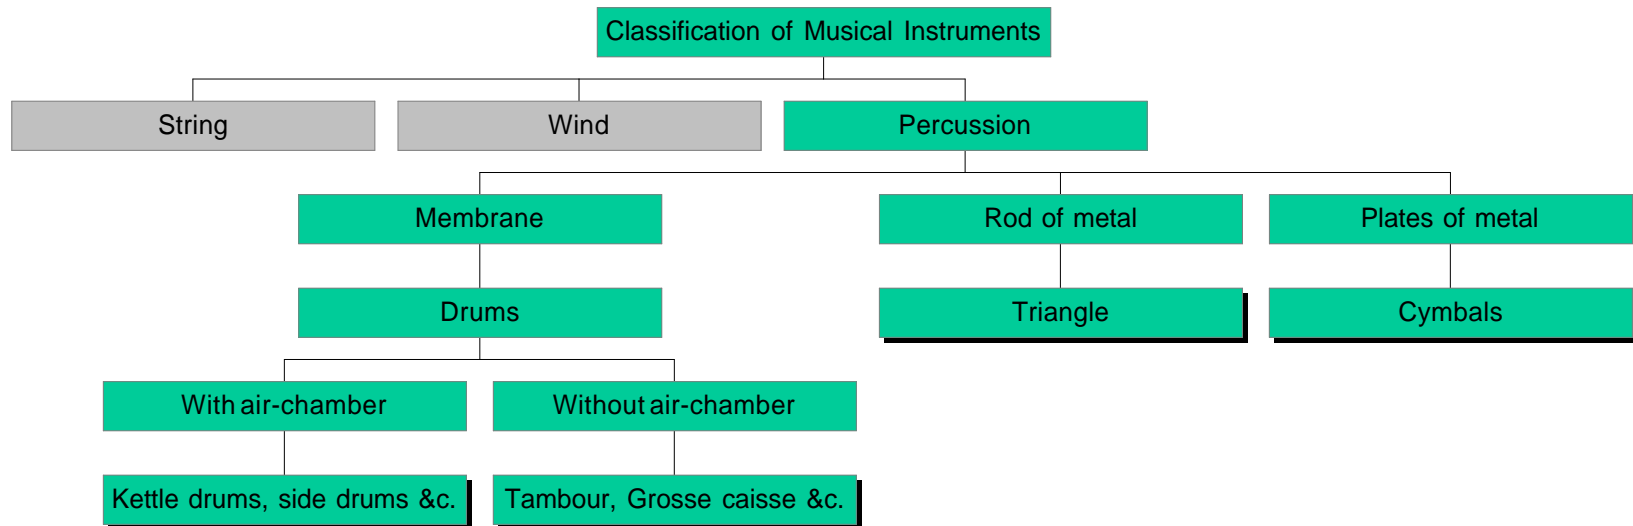 Classification of Musical Instruments
String
Wind
Percussion
Membrane
Rod of metal
Plates of metal
Drums
Triangle
Cymbals
With air-chamber
Without air-chamber
Kettle drums, side drums &c.
Tambour, Grosse caisse &c.